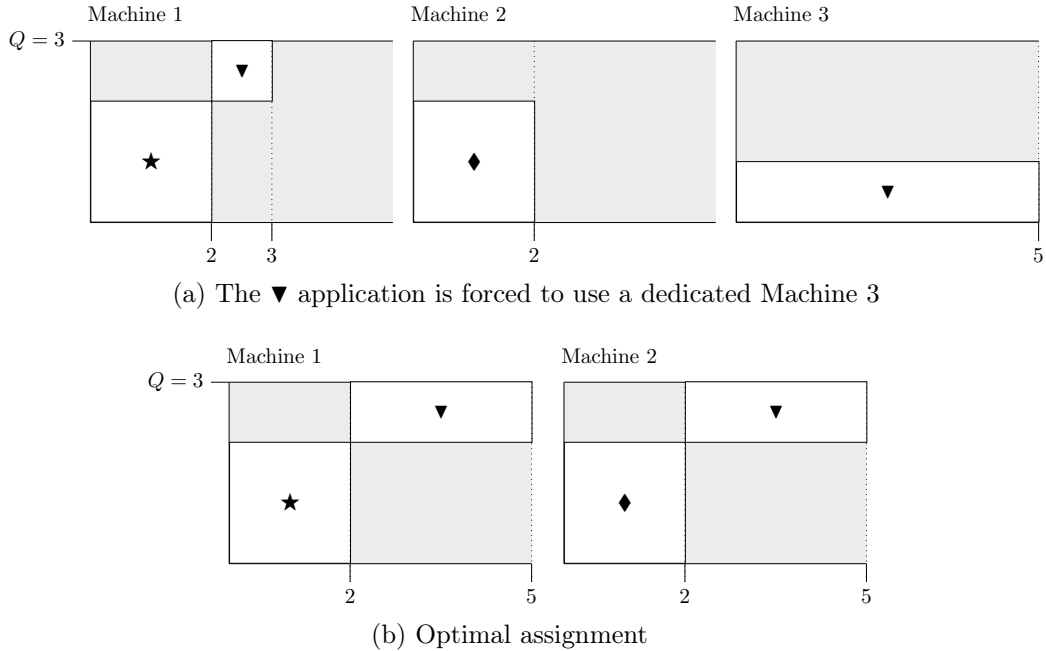 Machine 1 Machine 2 Machine 3
Q = 3
2 3 2 5
(a) The ▼ application is forced to use a dedicated Machine 3
Machine 1 Machine 2
Q = 3
2 5 2 5
(b) Optimal assignment